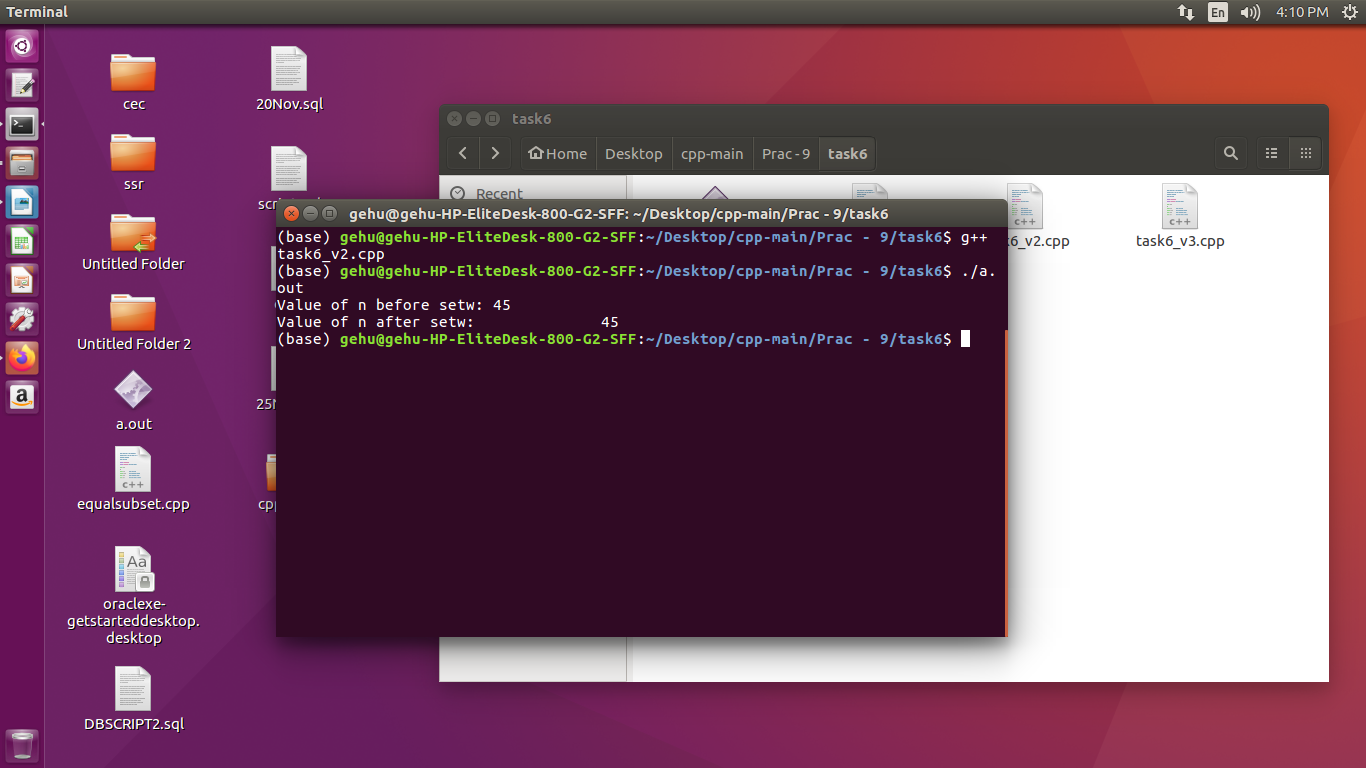 Terminal
En
4:10 PM
cec
20Nov.sql
ssr
Untitled Folder
Untitled Folder 2
a.out
equalsubset.cpp
Aa
oraclexe-
getstarteddesktop.
desktop
DBSCRIPT2.sql
task6
Home
Desktop
cpp-main
Prac - 9
task6
Recent
task6_v3.cpp
c++
c++
c++
gehu@gehu-HP-EliteDesk-800-G2-SFF: ~/Desktop/cpp-main/Prac - 9/task6
(base) gehu@gehu-HP-EliteDesk-800-G2-SFF:~/Desktop/cpp-main/Prac - 9/task6$ g++
task6_v2.cpp
(base) gehu@gehu-HP-EliteDesk-800-G2-SFF:~/Desktop/cpp-main/Prac - 9/task6$ ./a.
out
Value of n before setw: 45
Value of n after setw:               45
(base) gehu@gehu-HP-EliteDesk-800-G2-SFF:~/Desktop/cpp-main/Prac - 9/task6$